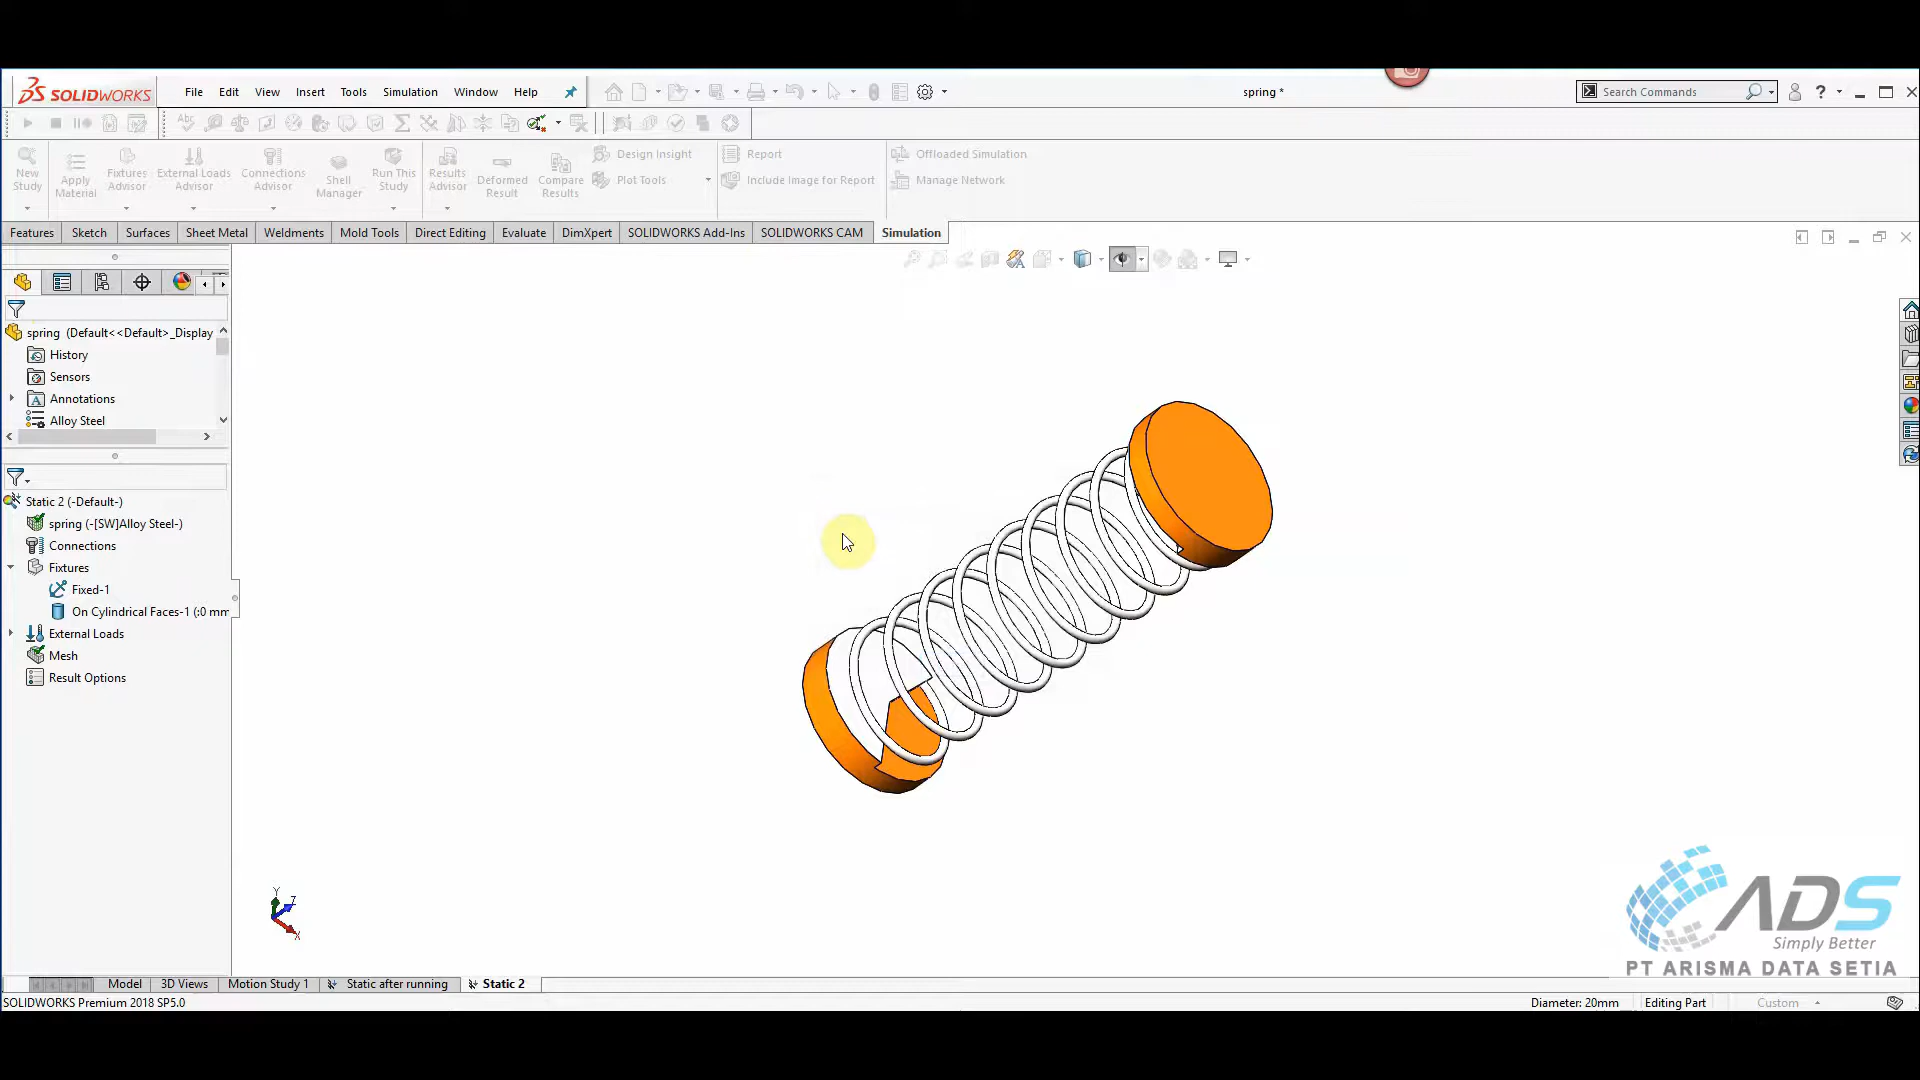 SOLIDWORKS File Edit View Insert Tools Simulation Window Help spring * Search Commands
New Study
Apply Material
Fixtures Advisor
External Loads Advisor
Connections Advisor
Shell Manager
Run This Study
Results Advisor
Deformed Result
Compare Results
Design Insight
Plot Tools
Report
Include Image for Report
Offloaded Simulation
Manage Network
Features Sketch Surfaces Sheet Metal Weldments Mold Tools Direct Editing Evaluate DimXpert SOLIDWORKS Add-Ins SOLIDWORKS CAM Simulation
spring (Default<<Default>_Display
History
Sensors
Annotations
Alloy Steel
Static 2 (-Default-)
spring (-[SW]Alloy Steel-)
Connections
Fixtures
Fixed-1
On Cylindrical Faces-1 (:0 mm
External Loads
Mesh
Result Options
Y
Z
X
ADS
Simply Better
PT ARISMA DATA SETIA
Model 3D Views Motion Study 1 Static after running Static 2
SOLIDWORKS Premium 2018 SP5.0 Diameter: 20mm Editing Part Custom